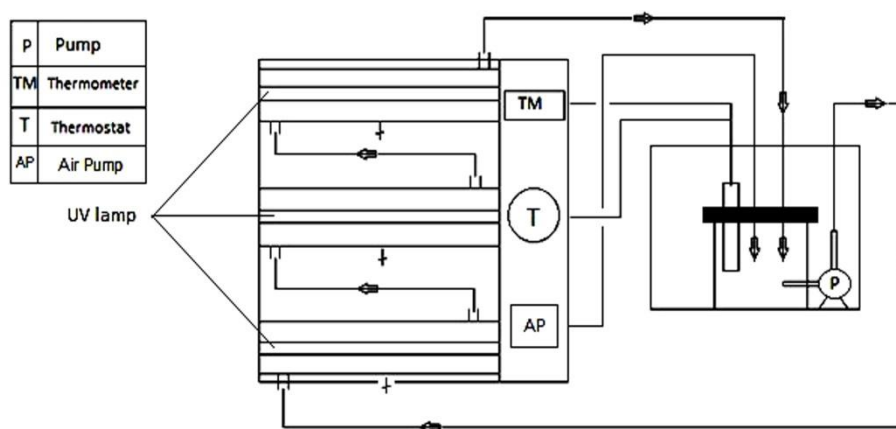 P Pump
TM Thermometer
T Thermostat
AP Air Pump
UV lamp
TM
T
AP
P